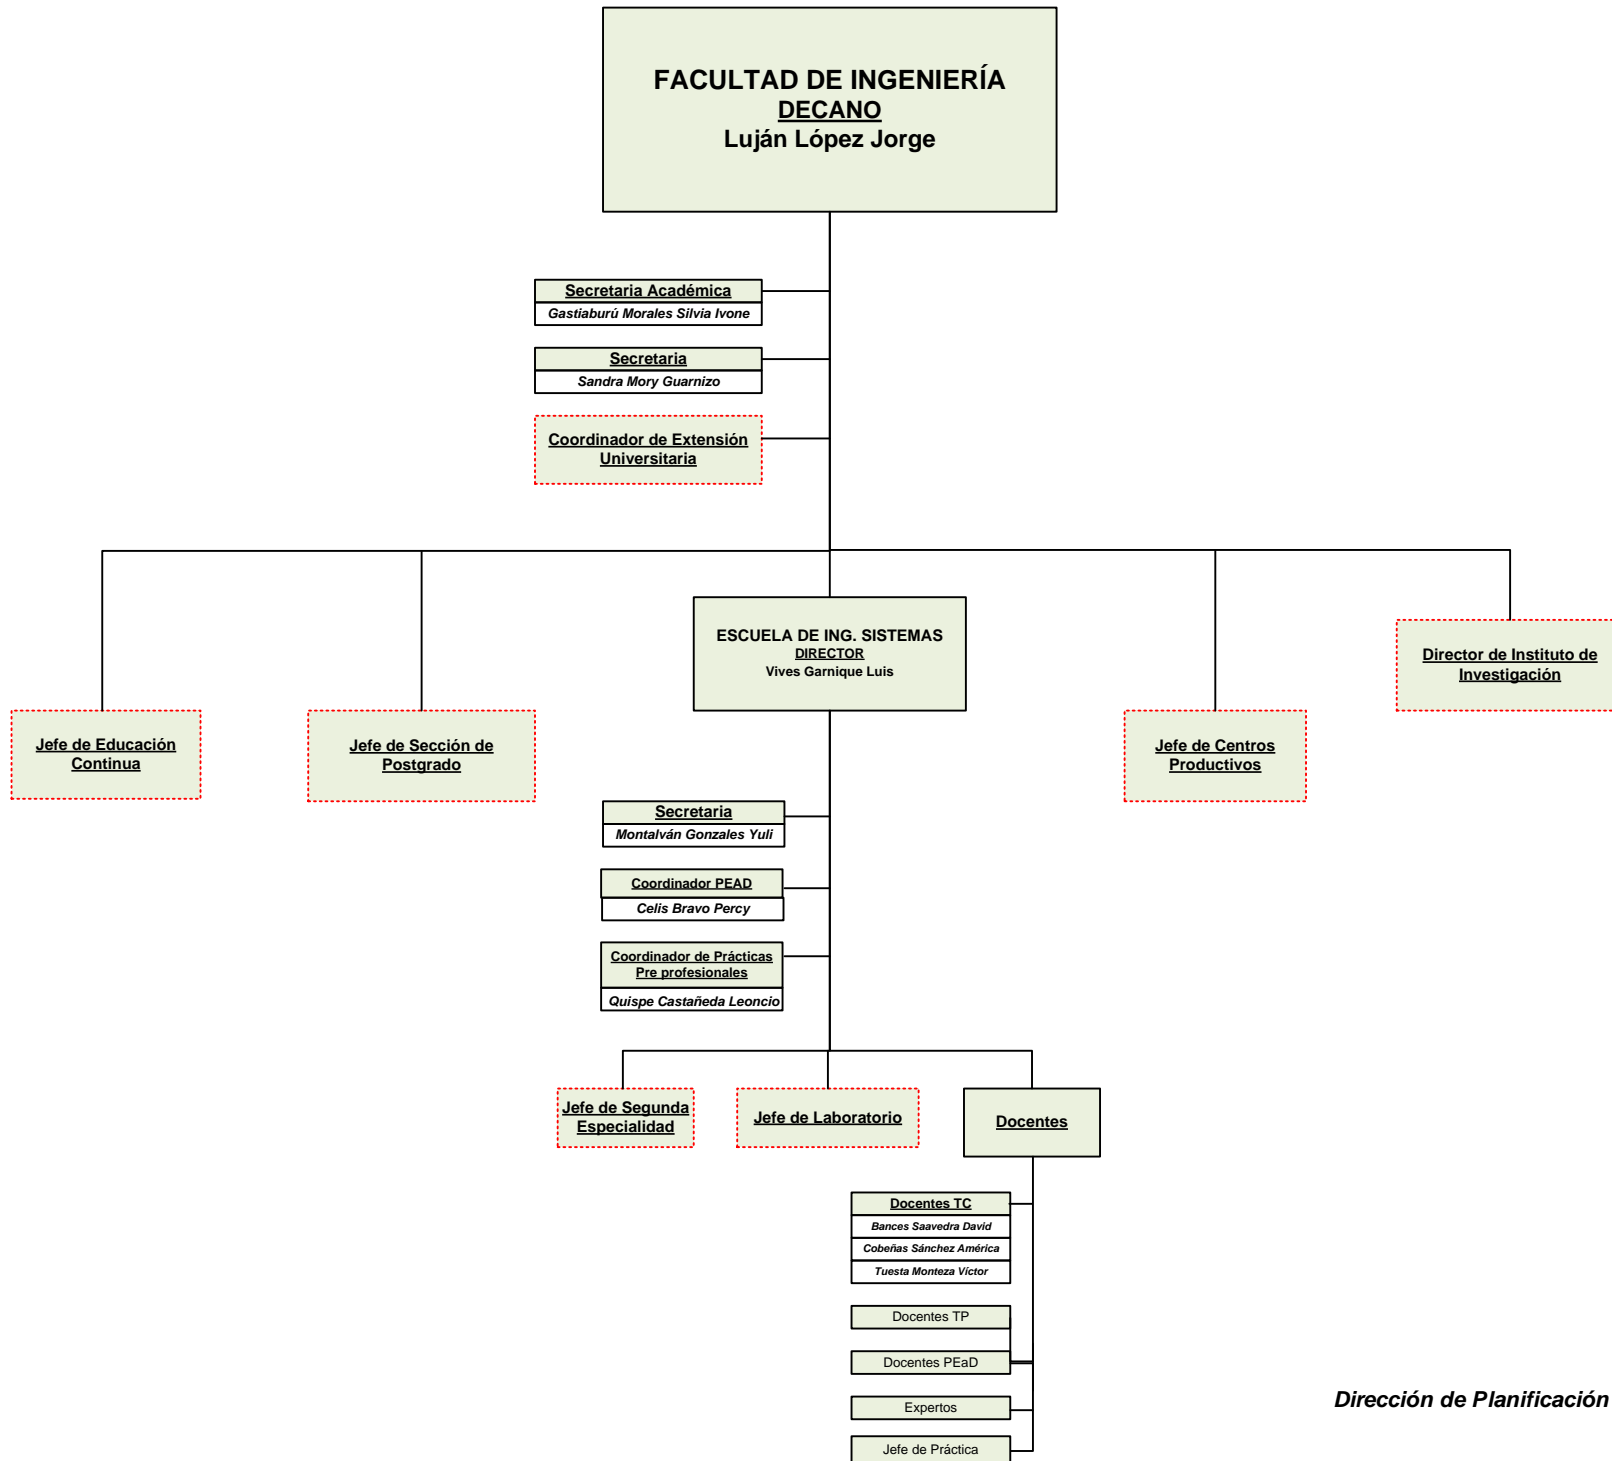 FACULTAD DE INGENIERÍA
DECANO
Luján López Jorge
Secretaria Académica
Gastiaburú Morales Silvia Ivone
Secretaria
Sandra Mory Guarnizo
Coordinador de Extensión
Universitaria
ESCUELA DE ING. SISTEMAS
DIRECTOR
Vives Garnique Luis
Director de Instituto de
Investigación
Jefe de Educación
Continua
Jefe de Sección de
Postgrado
Jefe de Centros
Productivos
Secretaria
Montalván Gonzales Yuli
Coordinador PEAD
Celis Bravo Percy
Coordinador de Prácticas
Pre profesionales
Quispe Castañeda Leoncio
Jefe de Segunda
Especialidad
Jefe de Laboratorio
Docentes
Docentes TC
Bances Saavedra David
Cobeñas Sánchez América
Tuesta Monteza Víctor
Docentes TP
Docentes PEaD
Expertos
Jefe de Práctica
Dirección de Planificación